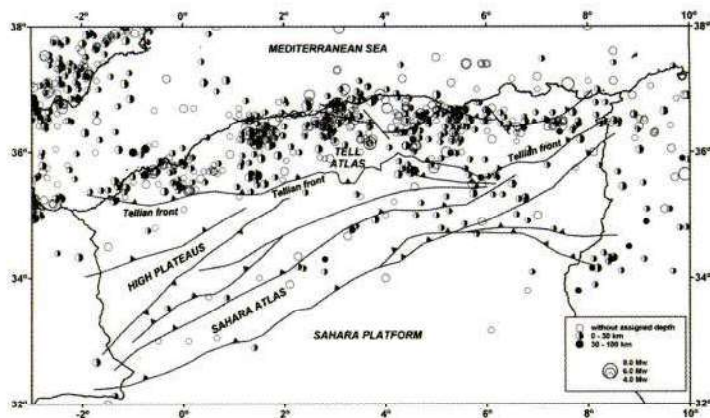 -2° 0° 2° 4° 6° 8° 10°
38° 38°
MEDITERRANEAN SEA
36° 36°
TELL
ATLAS
Tellian front
Tellian front
HIGH PLATEAUS
34° 34°
SAHARA ATLAS
SAHARA PLATFORM
without assigned depth
0 - 30 km
30 - 100 km
8.0 Mw
6.0 Mw
4.0 Mw
32° 32°
-2° 0° 2° 4° 6° 8° 10°